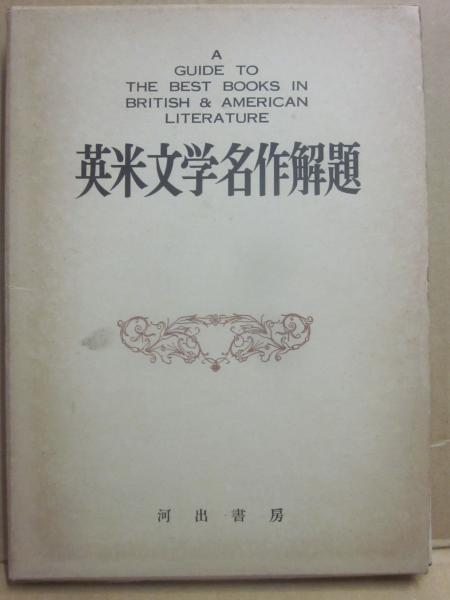 A
GUIDE TO
THE BEST BOOKS IN
BRITISH & AMERICAN
LITERATURE
英米文学名作解題
河出書房